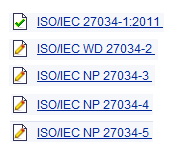 ISO/IEC 27034-1:2011
ISO/IEC WD 27034-2
ISO/IEC NP 27034-3
ISO/IEC NP 27034-4
ISO/IEC NP 27034-5